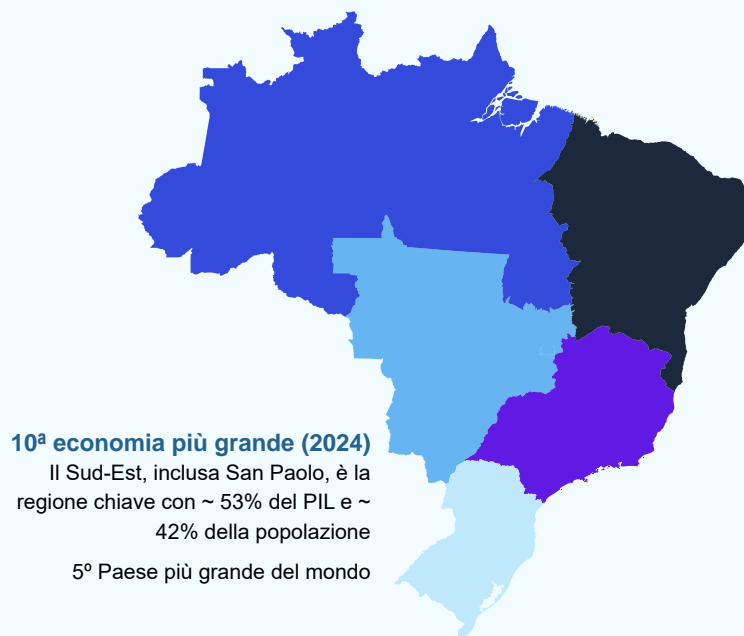 10ª economia più grande (2024)
Il Sud-Est, inclusa San Paolo, è la
regione chiave con ~ 53% del PIL e ~
42% della popolazione
5º Paese più grande del mondo